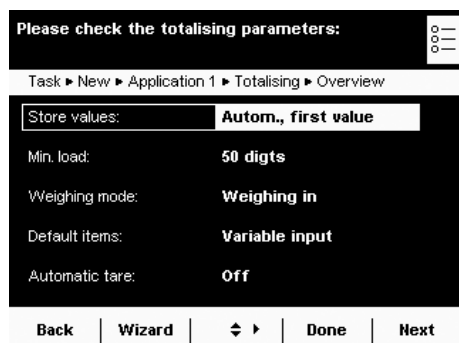 Please check the totalising parameters:
Task ▸ New ▸ Application 1 ▸ Totalising ▸ Overview
Store values: Autom., first value
Min. load: 50 digts
Weighing mode: Weighing in
Default items: Variable input
Automatic tare: Off
Back Wizard Done Next